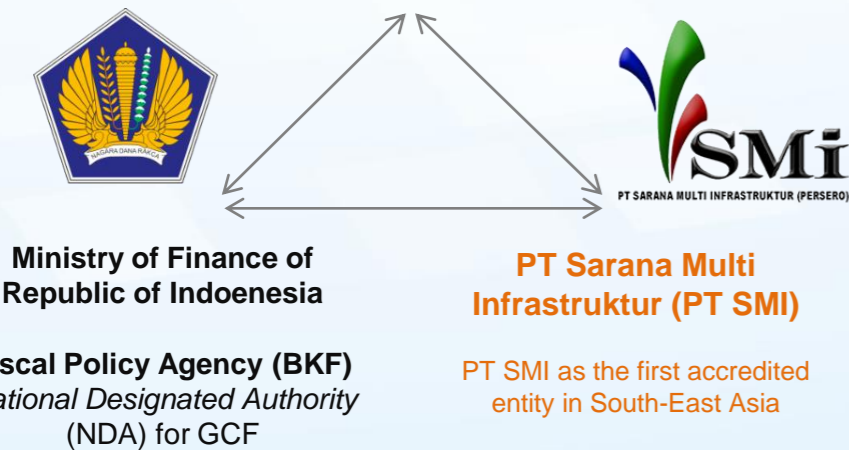 NAGARA DANA RAKCA
SMi
PT SARANA MULTI INFRASTRUKTUR (PERSERO)
Ministry of Finance of
Republic of Indoenesia
PT Sarana Multi
Infrastruktur (PT SMI)
iscal Policy Agency (BKF)
ational Designated Authority
(NDA) for GCF
PT SMI as the first accredited
entity in South-East Asia